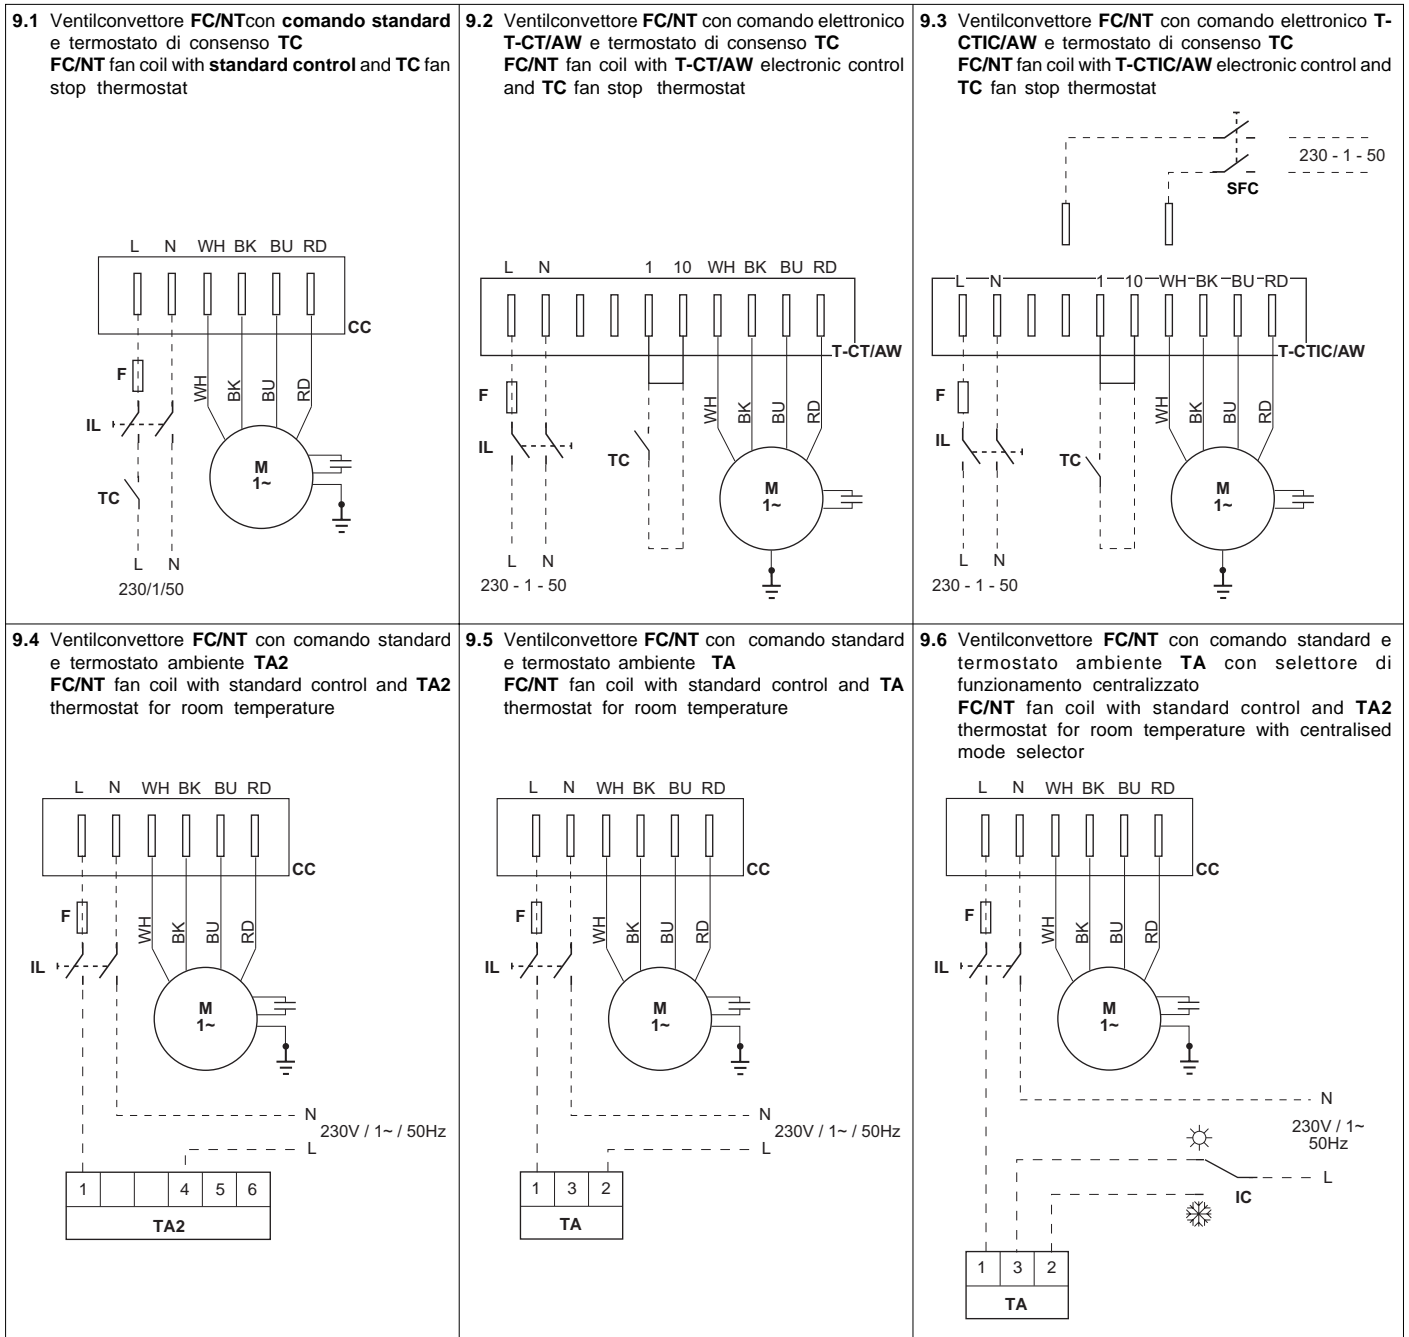 9.1 Ventilconvettore FC/NTcon comando standard
e termostato di consenso TC
FC/NT fan coil with standard control and TC fan
stop thermostat
L N WH BK BU RD
CC
F
WH BK BU RD
IL
M
1~
TC
L N
230/1/50
9.2 Ventilconvettore FC/NT con comando elettronico
T-CT/AW e termostato di consenso TC
FC/NT fan coil with T-CT/AW electronic control
and TC fan stop thermostat
L N 1 10 WH BK BU RD
T-CT/AW
F
WH BK BU RD
IL
TC
M
1~
L N
230 - 1 - 50
9.3 Ventilconvettore FC/NT con comando elettronico T-
CTIC/AW e termostato di consenso TC
FC/NT fan coil with T-CTIC/AW electronic control and
TC fan stop thermostat
230 - 1 - 50
SFC
L N 1 10 WH BK BU RD
T-CTIC/AW
F
WH BK BU RD
IL
TC
M
1~
L N
230 - 1 - 50
9.4 Ventilconvettore FC/NT con comando standard
e termostato ambiente TA2
FC/NT fan coil with standard control and TA2
thermostat for room temperature
L N WH BK BU RD
CC
F
WH BK BU RD
IL
M
1~
N
230V / 1~ / 50Hz
L
1 4 5 6
TA2
9.5 Ventilconvettore FC/NT con comando standard
e termostato ambiente TA
FC/NT fan coil with standard control and TA
thermostat for room temperature
L N WH BK BU RD
CC
F
WH BK BU RD
IL
M
1~
N
230V / 1~ / 50Hz
L
1 3 2
TA
9.6 Ventilconvettore FC/NT con comando standard e
termostato ambiente TA con selettore di
funzionamento centralizzato
FC/NT fan coil with standard control and TA2
thermostat for room temperature with centralised
mode selector
L N WH BK BU RD
CC
F
WH BK BU RD
IL
M
1~
N
230V / 1~
50Hz
L
IC
1 3 2
TA